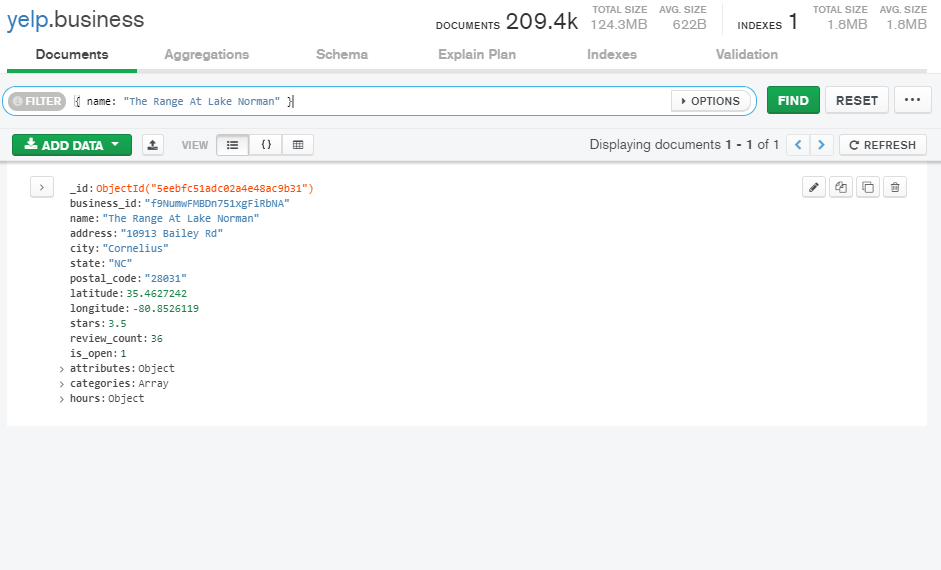 yelp.business
DOCUMENTS 209.4k TOTAL SIZE 124.3MB AVG. SIZE 622B INDEXES 1 TOTAL SIZE 1.8MB AVG. SIZE 1.8MB
Documents Aggregations Schema Explain Plan Indexes Validation
FILTER { name: "The Range At Lake Norman" } OPTIONS FIND RESET ...
ADD DATA VIEW {} Displaying documents 1 - 1 of 1 < > REFRESH
_id: ObjectId("5eebfc51adc02a4e48ac9b31")
business_id: "f9NumwFMBDn751xgFiRbNA"
name: "The Range At Lake Norman"
address: "10913 Bailey Rd"
city: "Cornelius"
state: "NC"
postal_code: "28031"
latitude: 35.4627242
longitude: -80.8526119
stars: 3.5
review_count: 36
is_open: 1
> attributes: Object
> categories: Array
> hours: Object